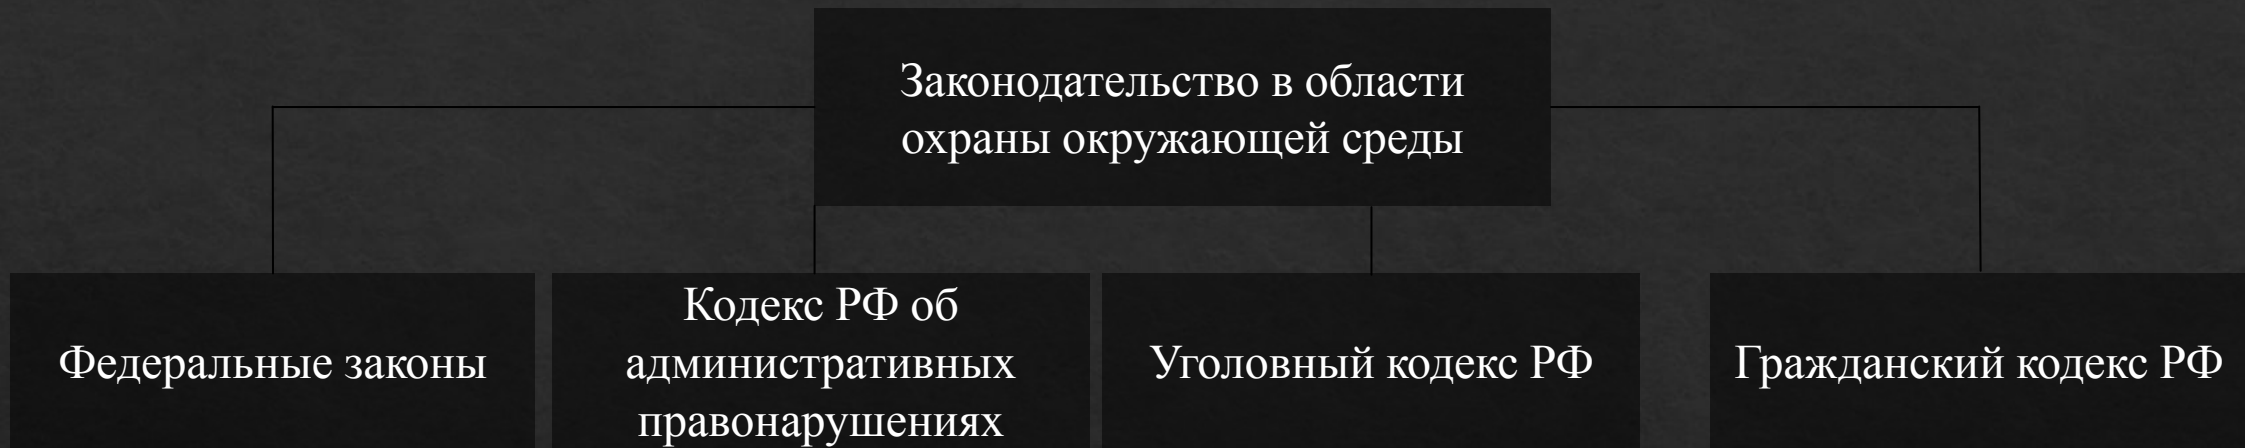 Законодательство в области
охраны окружающей среды
Федеральные законы
Кодекс РФ об
административных
правонарушениях
Уголовный кодекс РФ
Гражданский кодекс РФ